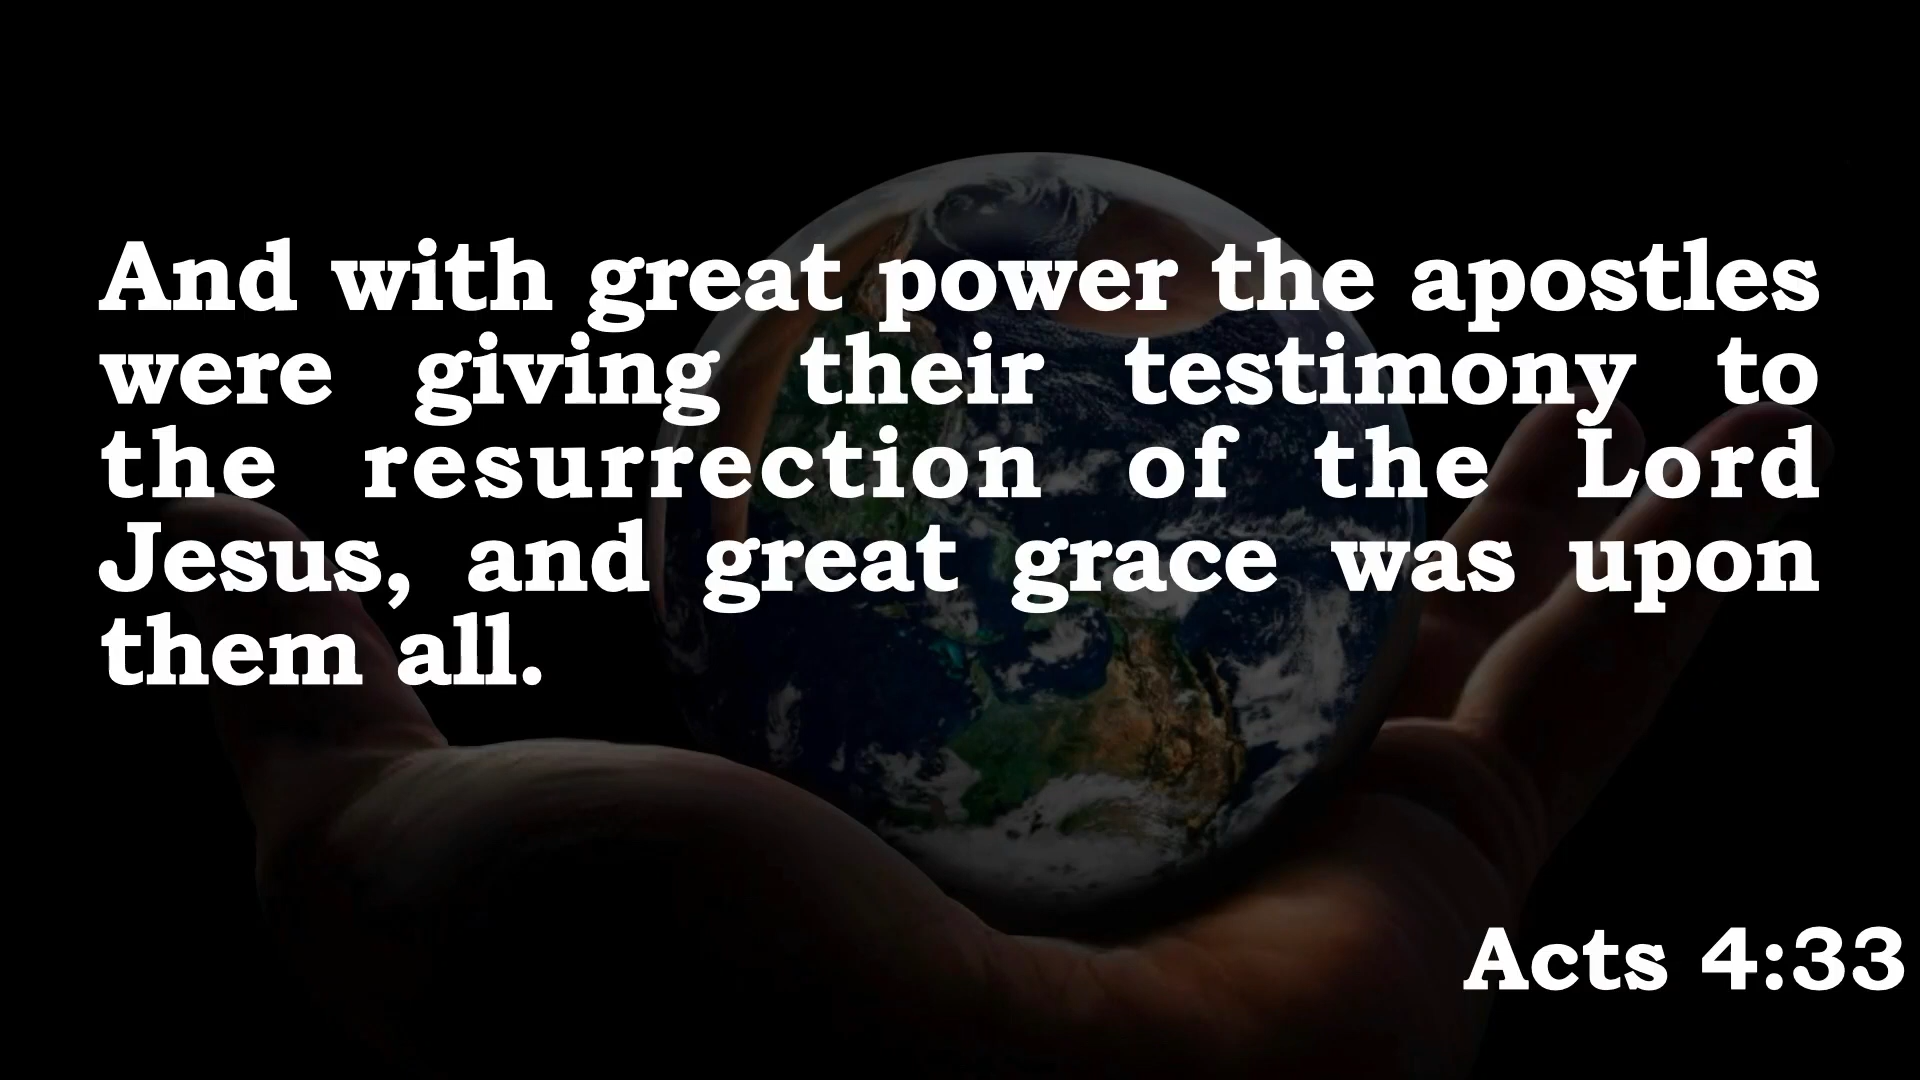 And with great power the apostles
were giving their testimony to
the resurrection of the Lord
Jesus, and great grace was upon
them all.
Acts 4:33